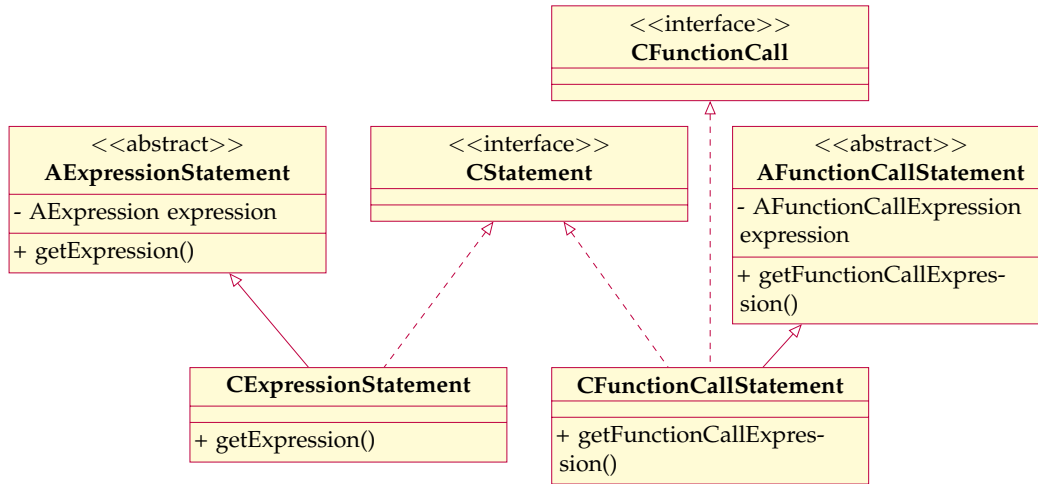 <<interface>>
CFunctionCall
<<abstract>>
AExpressionStatement
- AExpression expression
+ getExpression()
<<interface>>
CStatement
<<abstract>>
AFunctionCallStatement
- AFunctionCallExpression
expression
+ getFunctionCallExpres-
sion()
CExpressionStatement
+ getExpression()
CFunctionCallStatement
+ getFunctionCallExpres-
sion()